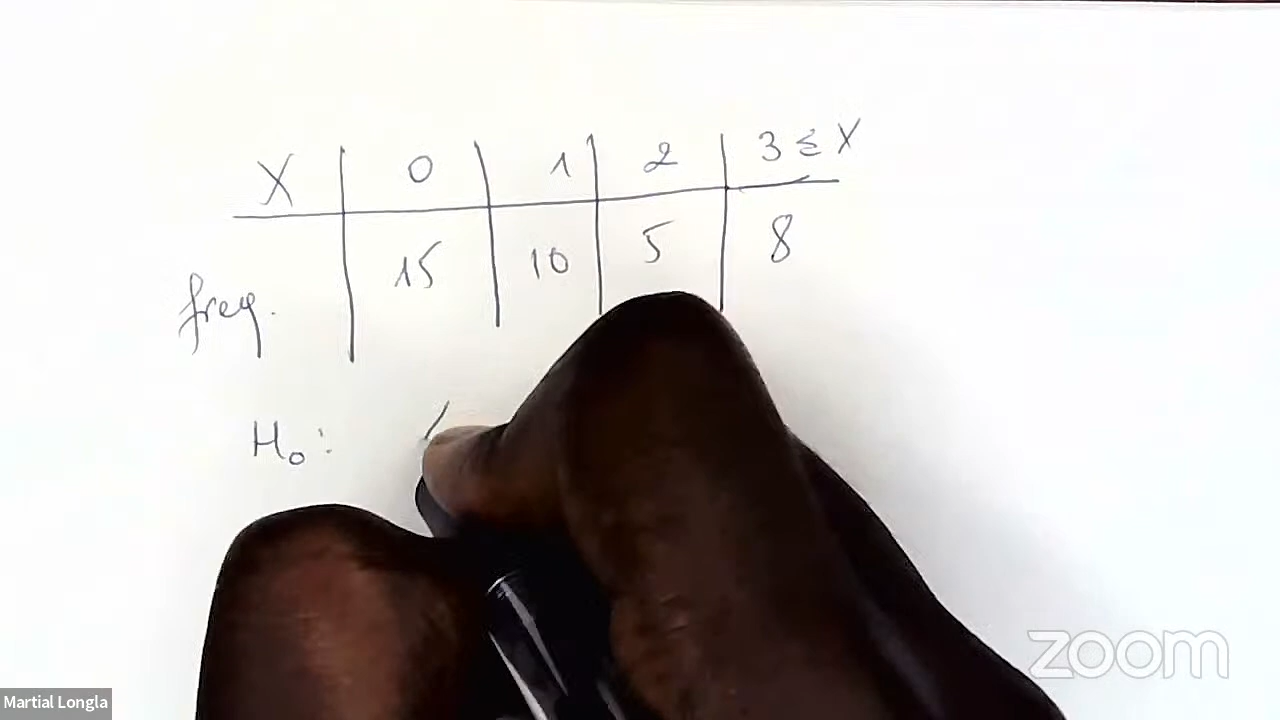 X 0 1 2 3 ≤ X
freq. 15 10 5 8
H₀:
zoom
Martial Longla